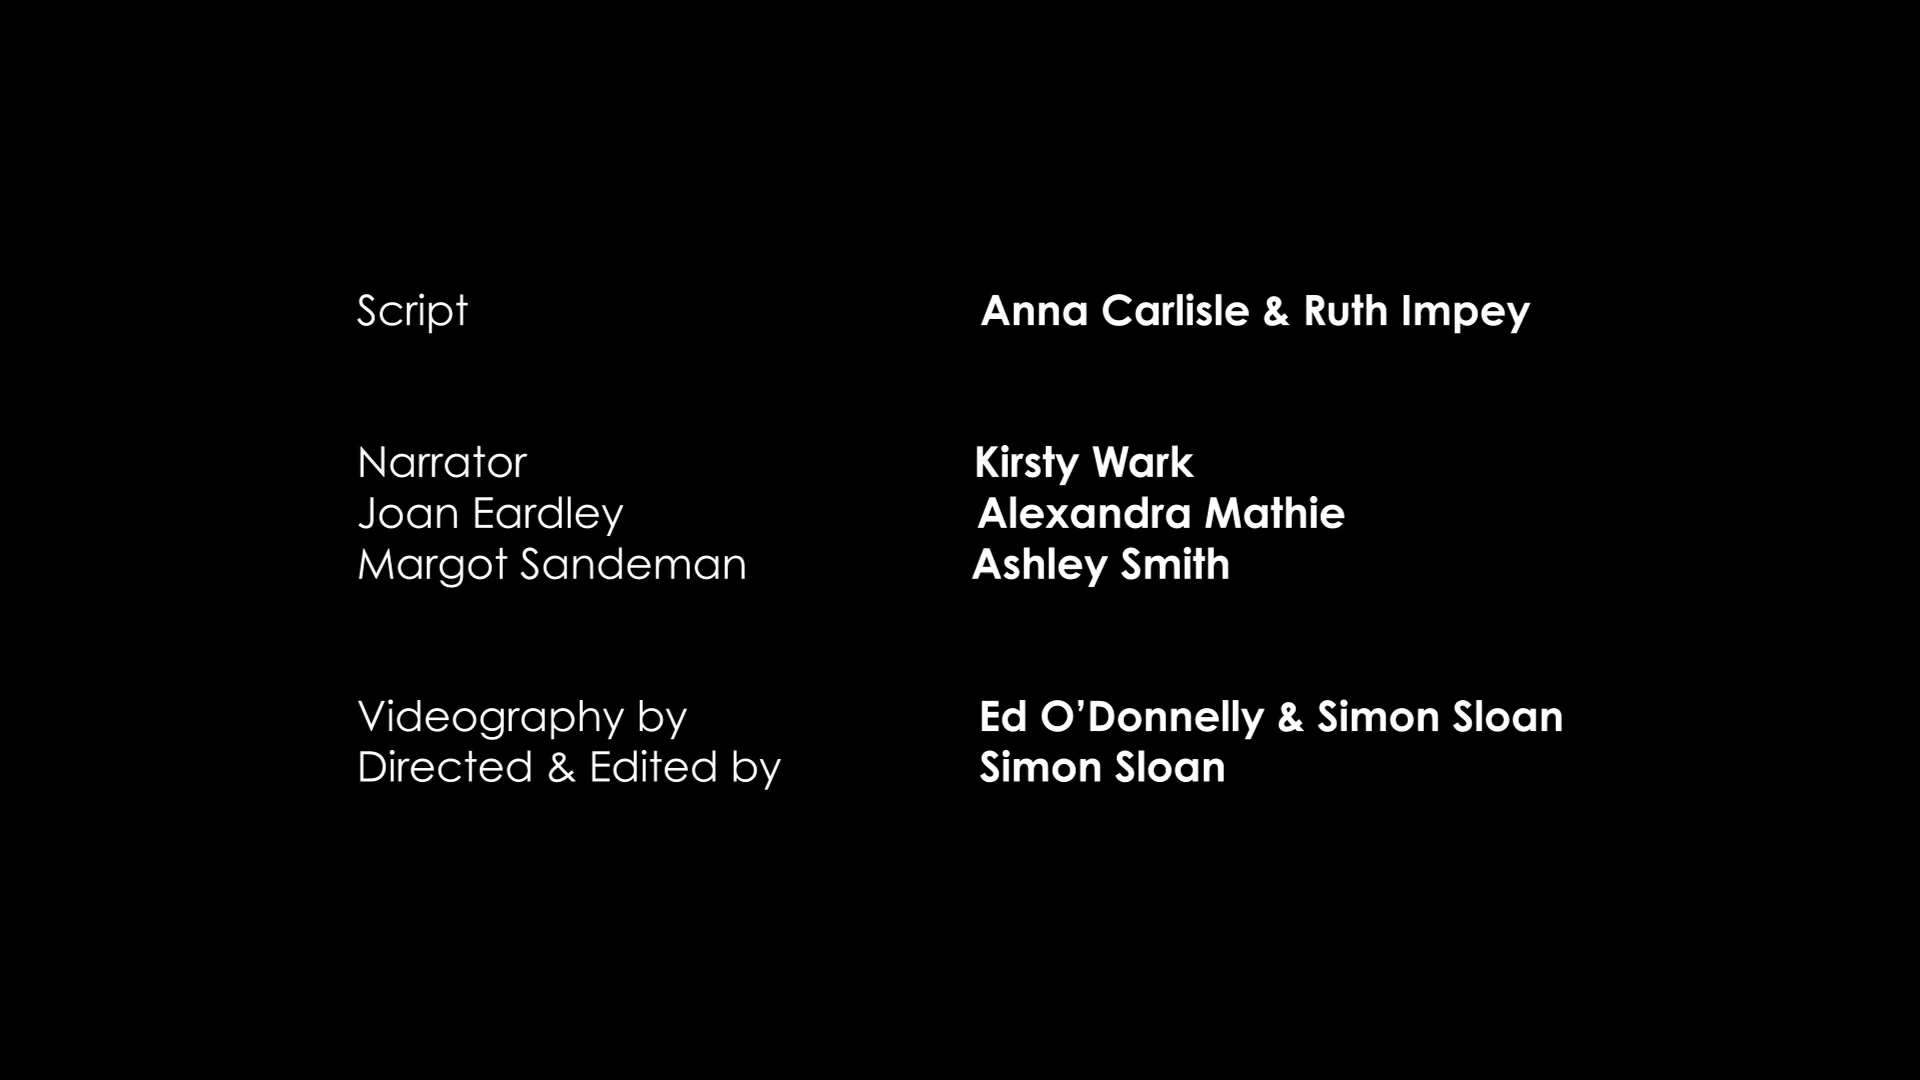 Script Anna Carlisle & Ruth Impey
Narrator Kirsty Wark
Joan Eardley Alexandra Mathie
Margot Sandeman Ashley Smith
Videography by Ed O’Donnelly & Simon Sloan
Directed & Edited by Simon Sloan